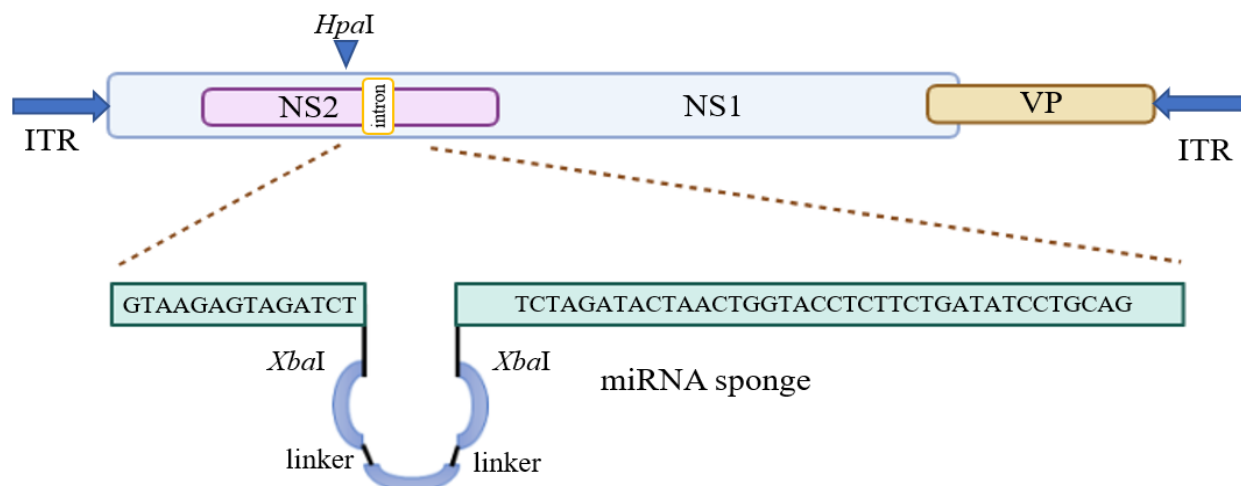 HpaI
NS2
intron
NS1
VP
ITR
ITR
GTAAGAGTAGATCT
TCTAGATACTAACTGGTACCTCTTCTGATATCCTGCAG
XbaI
XbaI
miRNA sponge
linker
linker